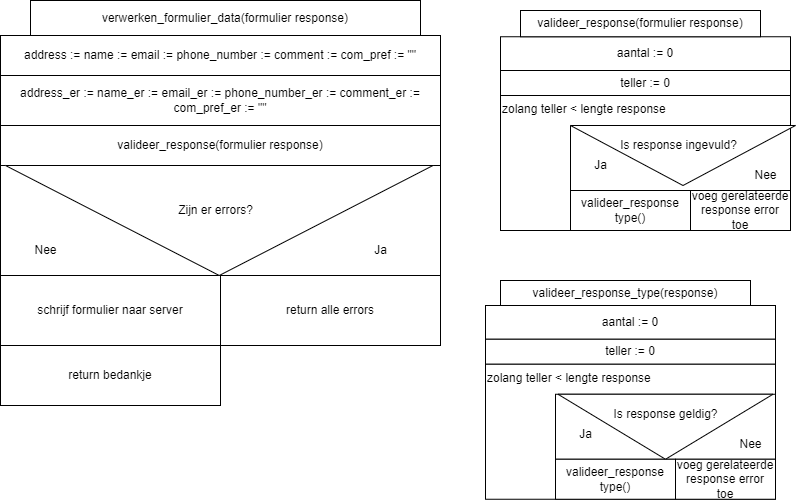 verwerken_formulier_data(formulier response)
address := name := email := phone_number := comment := com_pref := ""
address_er := name_er := email_er := phone_number_er := comment_er :=
com_pref_er := ""
valideer_response(formulier response)
Zijn er errors?
Nee
Ja
schrijf formulier naar server
return alle errors
return bedankje
valideer_response(formulier response)
aantal := 0
teller := 0
zolang teller < lengte response
Is response ingevuld?
Ja
Nee
valideer_response
type()
voeg gerelateerde
response error
toe
valideer_response_type(response)
aantal := 0
teller := 0
zolang teller < lengte response
Is response geldig?
Ja
Nee
valideer_response
type()
voeg gerelateerde
response error
toe